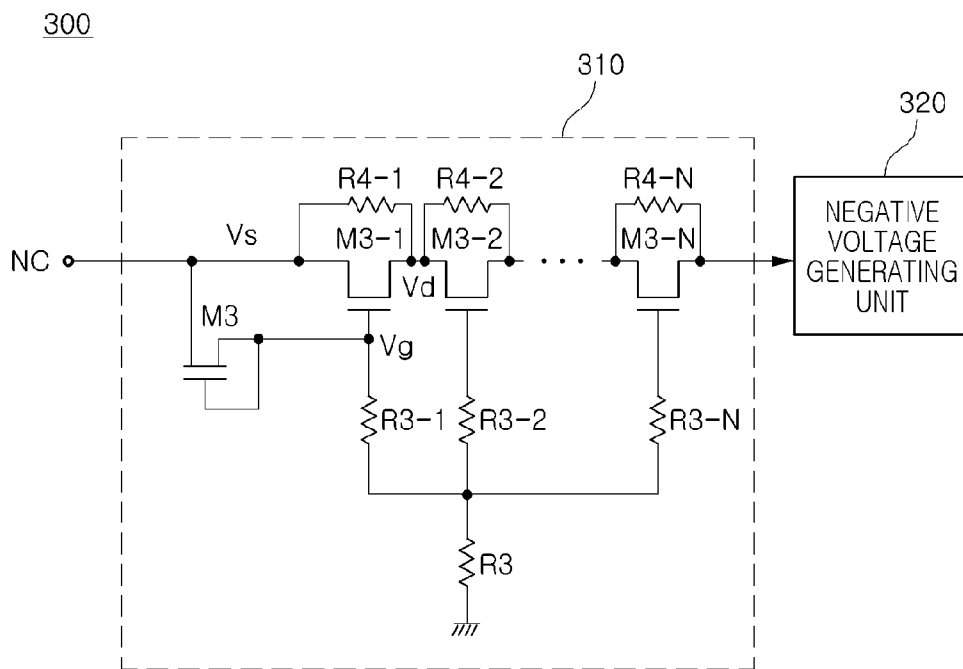 300
310
320
R4-1
R4-2
R4-N
NEGATIVE
VOLTAGE
GENERATING
UNIT
Vs
M3-1
M3-2
M3-N
NC
Vd
M3
Vg
R3-1
R3-2
R3-N
R3